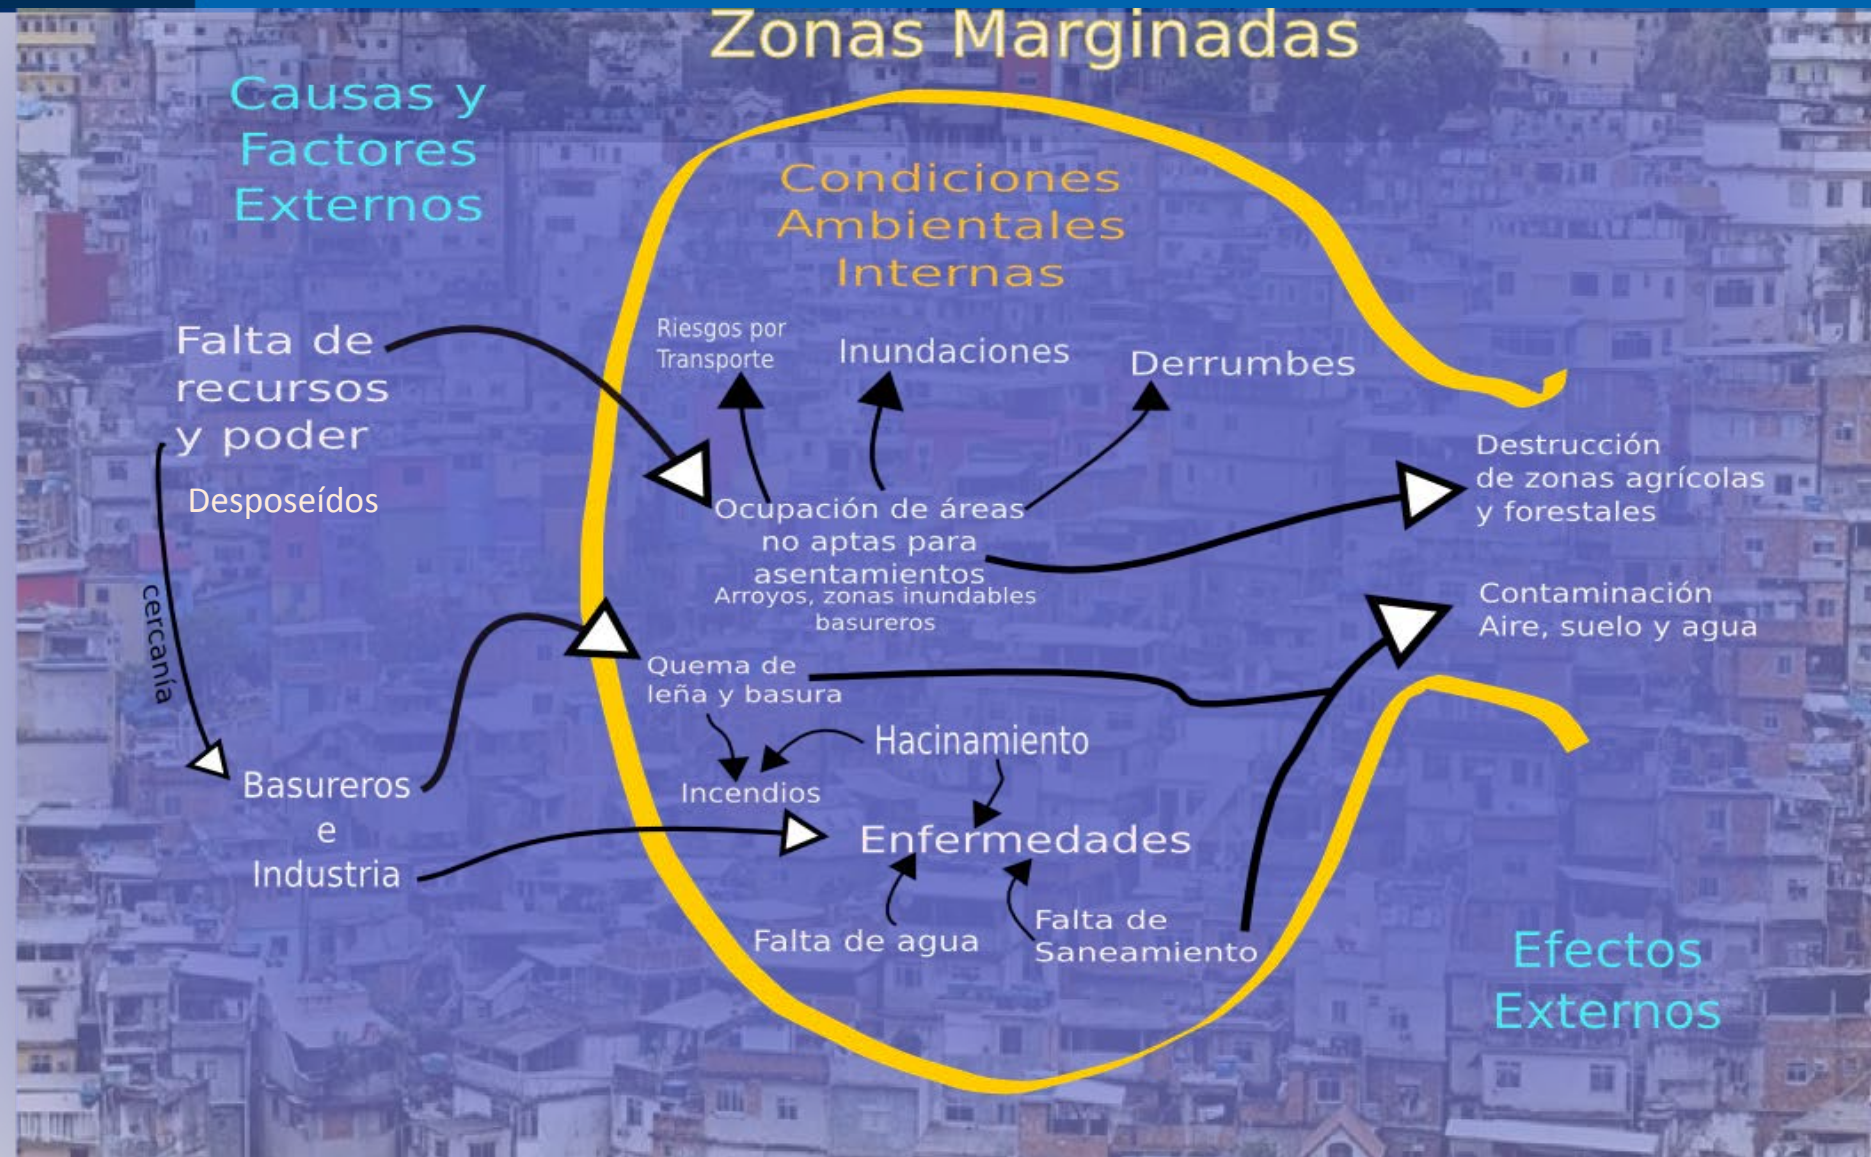 Zonas Marginadas
Causas y
Factores
Externos
Condiciones
Ambientales
Internas
Falta de
recursos
y poder
Desposeídos
cercanía
Basureros
e
Industria
Riesgos por
Transporte
Inundaciones
Derrumbes
Ocupación de áreas
no aptas para
asentamientos
Arroyos, zonas inundables
basureros
Quema de
leña y basura
Hacinamiento
Incendios
Enfermedades
Falta de agua
Falta de
Saneamiento
Destrucción
de zonas agrícolas
y forestales
Contaminación
Aire, suelo y agua
Efectos
Externos